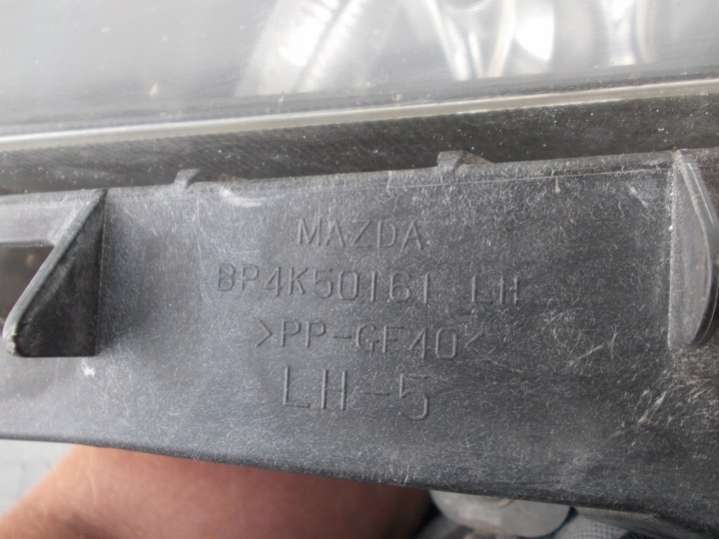 MAZDA
BP4K50161 LH
>PP-GF40<
LH-5